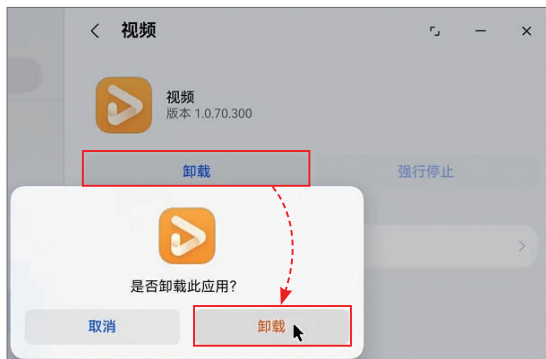 视频
视频
版本 1.0.70.300
卸载
强行停止
是否卸载此应用?
取消
卸载